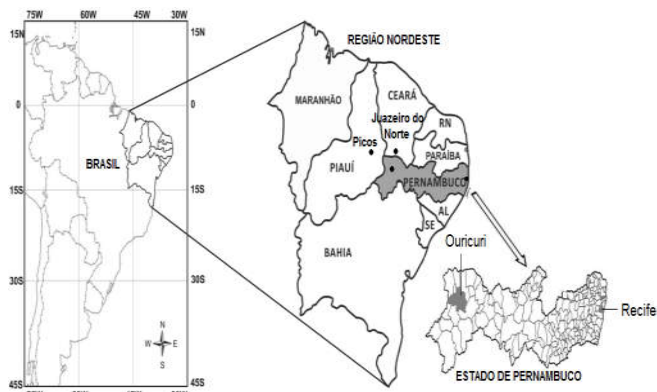 75W 60W 45W 30W
15N
15N
REGIÃO NORDESTE
0
0
MARANHÃO
CEARÁ
RN
Juazeiro do
Norte
Picos
BRASIL
PARAÍBA
PIAUÍ
PERNAMBUCO
15S
15S
AL
SE
Ouricuri
BAHIA
30S
30S
Recife
N
W E
S
ESTADO DE PERNAMBUCO
45S
45S